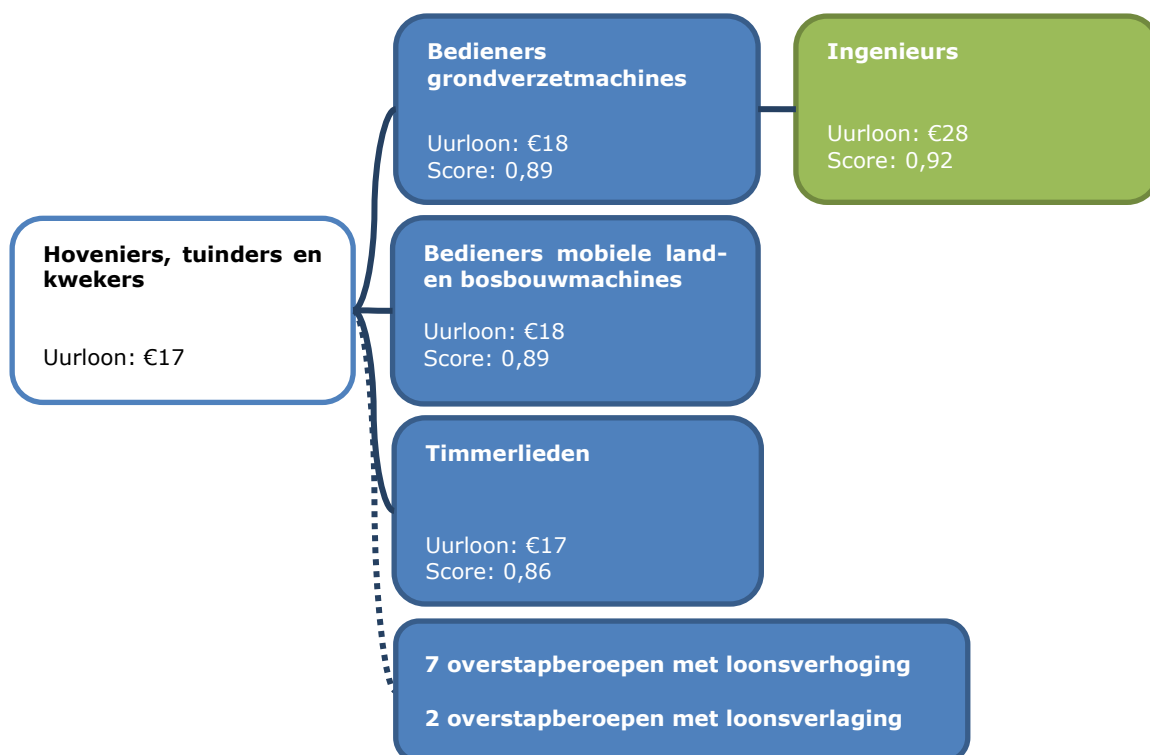 Hoveniers, tuinders en
kwekers
Uurloon: €17
Bedieners
grondverzetmachines
Uurloon: €18
Score: 0,89
Ingenieurs
Uurloon: €28
Score: 0,92
Bedieners mobiele land-
en bosbouwmachines
Uurloon: €18
Score: 0,89
Timmerlieden
Uurloon: €17
Score: 0,86
7 overstapberoepen met loonsverhoging
2 overstapberoepen met loonsverlaging